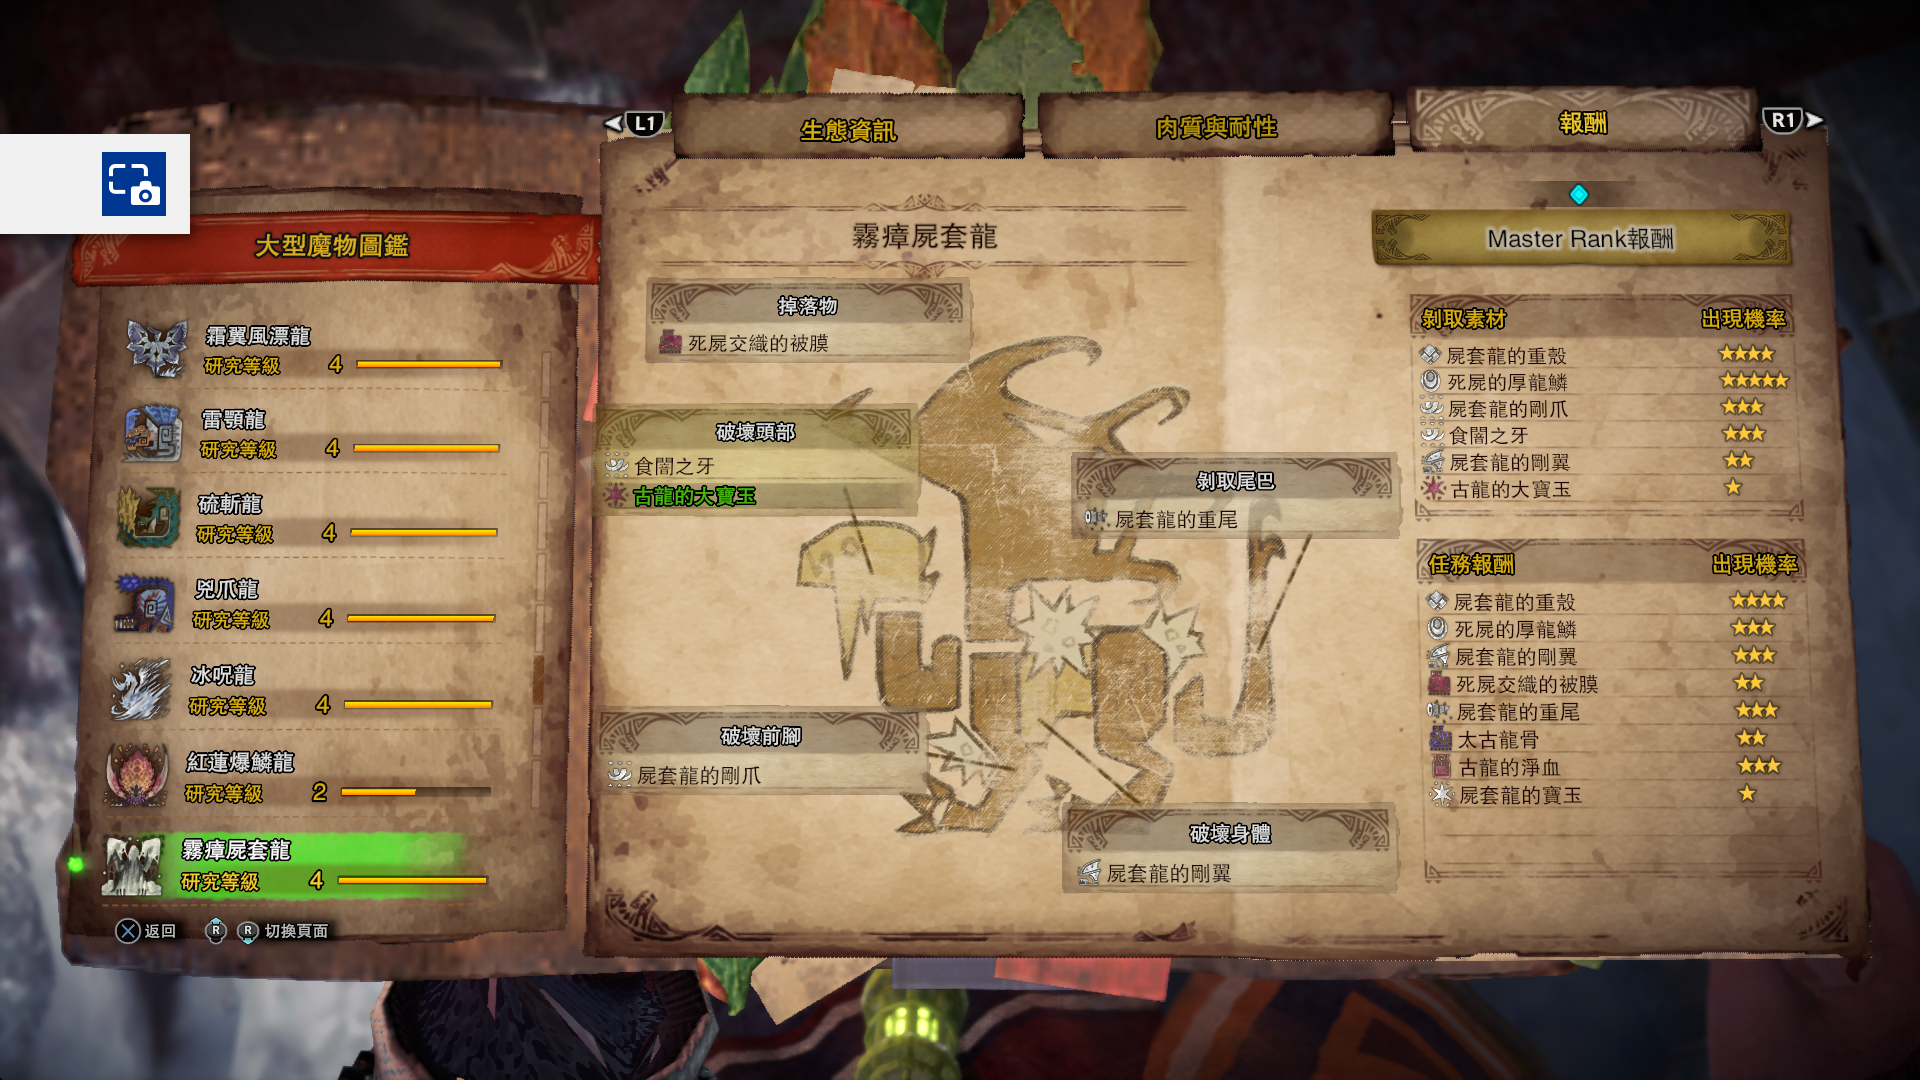 L1
生態資訊
肉質與耐性
報酬
R1
大型魔物圖鑑
霜翼風漂龍
研究等級 4
雷顎龍
研究等級 4
硫斬龍
研究等級 4
兇爪龍
研究等級 4
冰呪龍
研究等級 4
紅蓮爆鱗龍
研究等級 2
霧瘴屍套龍
研究等級 4
返回 R R 切換頁面
霧瘴屍套龍
掉落物
死屍交織的被膜
破壞頭部
食闇之牙
古龍的大寶玉
剝取尾巴
屍套龍的重尾
破壞前腳
屍套龍的剛爪
破壞身體
屍套龍的剛翼
Master Rank報酬
剝取素材 出現機率
屍套龍的重殼 ★★★★
死屍的厚龍鱗 ★★★★★
屍套龍的剛爪 ★★★
食闇之牙 ★★★
屍套龍的剛翼 ★★
古龍的大寶玉 ★
任務報酬 出現機率
屍套龍的重殼 ★★★★
死屍的厚龍鱗 ★★★
屍套龍的剛翼 ★★★
死屍交織的被膜 ★★
屍套龍的重尾 ★★★
太古龍骨 ★★
古龍的淨血 ★★★
屍套龍的寶玉 ★